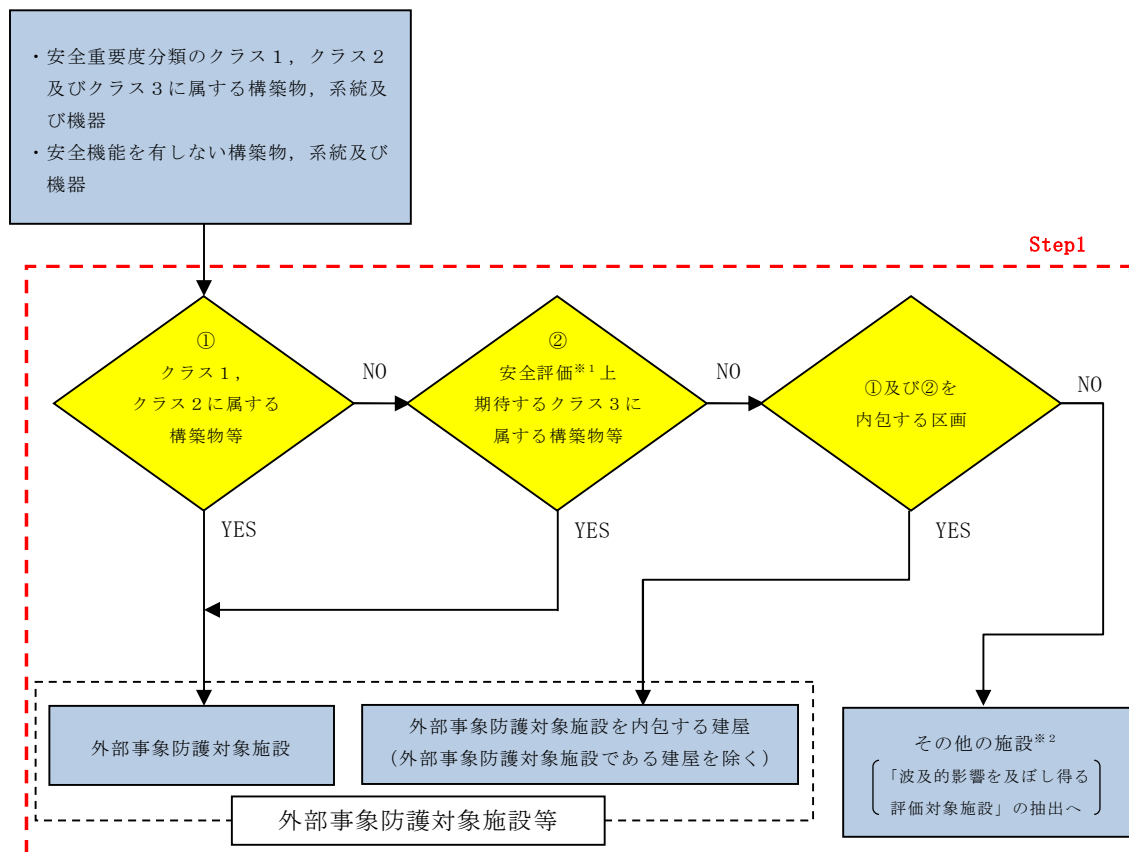 ・安全重要度分類のクラス１，クラス２
及びクラス３に属する構築物，系統及
び機器
・安全機能を有しない構築物，系統及び
機器
Step1
①
クラス１，
クラス２に属する
構築物等
NO
②
安全評価※１上
期待するクラス３に
属する構築物等
NO
①及び②を
内包する区画
NO
YES
YES
YES
外部事象防護対象施設
外部事象防護対象施設を内包する建屋
（外部事象防護対象施設である建屋を除く）
その他の施設※２
「波及的影響を及ぼし得る
評価対象施設」の抽出へ
外部事象防護対象施設等